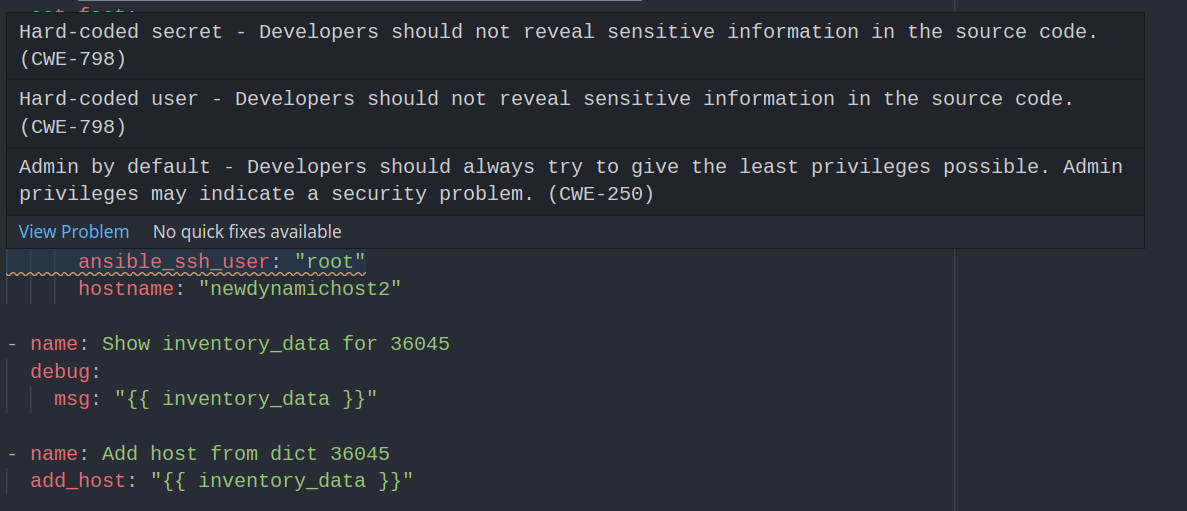 set_fact:
Hard-coded secret - Developers should not reveal sensitive information in the source code.
(CWE-798)
Hard-coded user - Developers should not reveal sensitive information in the source code.
(CWE-798)
Admin by default - Developers should always try to give the least privileges possible. Admin
privileges may indicate a security problem. (CWE-250)
View Problem No quick fixes available
ansible_ssh_user: "root"
hostname: "newdynamichost2"
- name: Show inventory_data for 36045
debug:
msg: "{{ inventory_data }}"
- name: Add host from dict 36045
add_host: "{{ inventory_data }}"